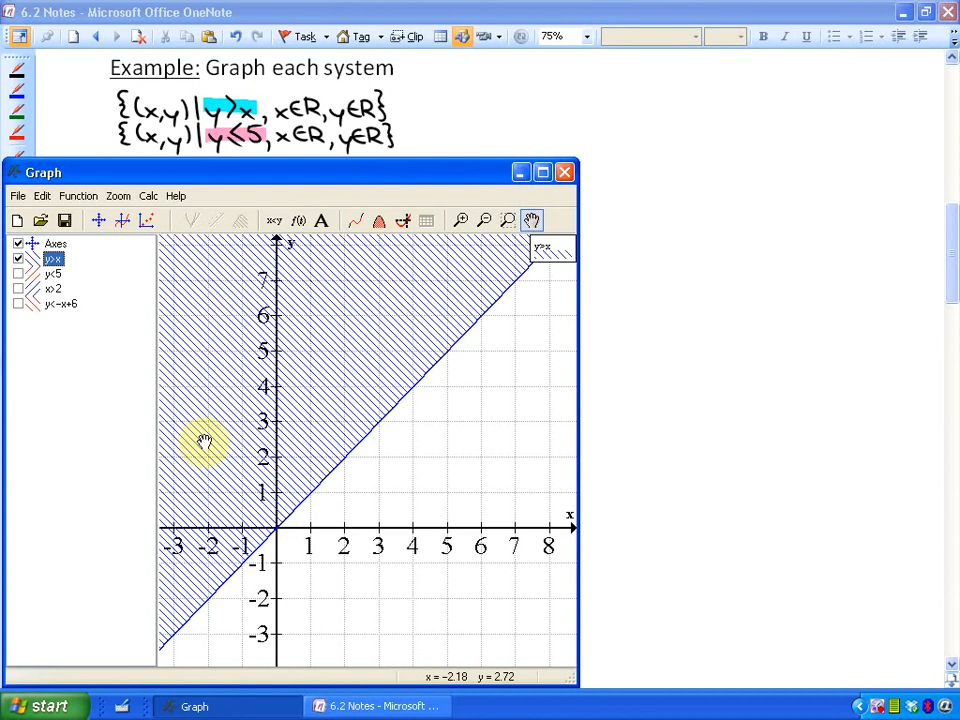 6.2 Notes - Microsoft Office OneNote
Task Tag Clip 75% B I U
Example: Graph each system
{(x,y)|y>x, x∈R, y∈R}
{(x,y)|y≤5, x∈R, y∈R}
Graph
File Edit Function Zoom Calc Help
x<y f(t) A
Axes
y>x
y<5
x>2
y<-x+6
y
y>x
7
6
5
4
3
2
1
x
-3 -2 -1 1 2 3 4 5 6 7 8
-1
-2
-3
x = -2.18 y = 2.72
start Graph 6.2 Notes - Microsoft ...